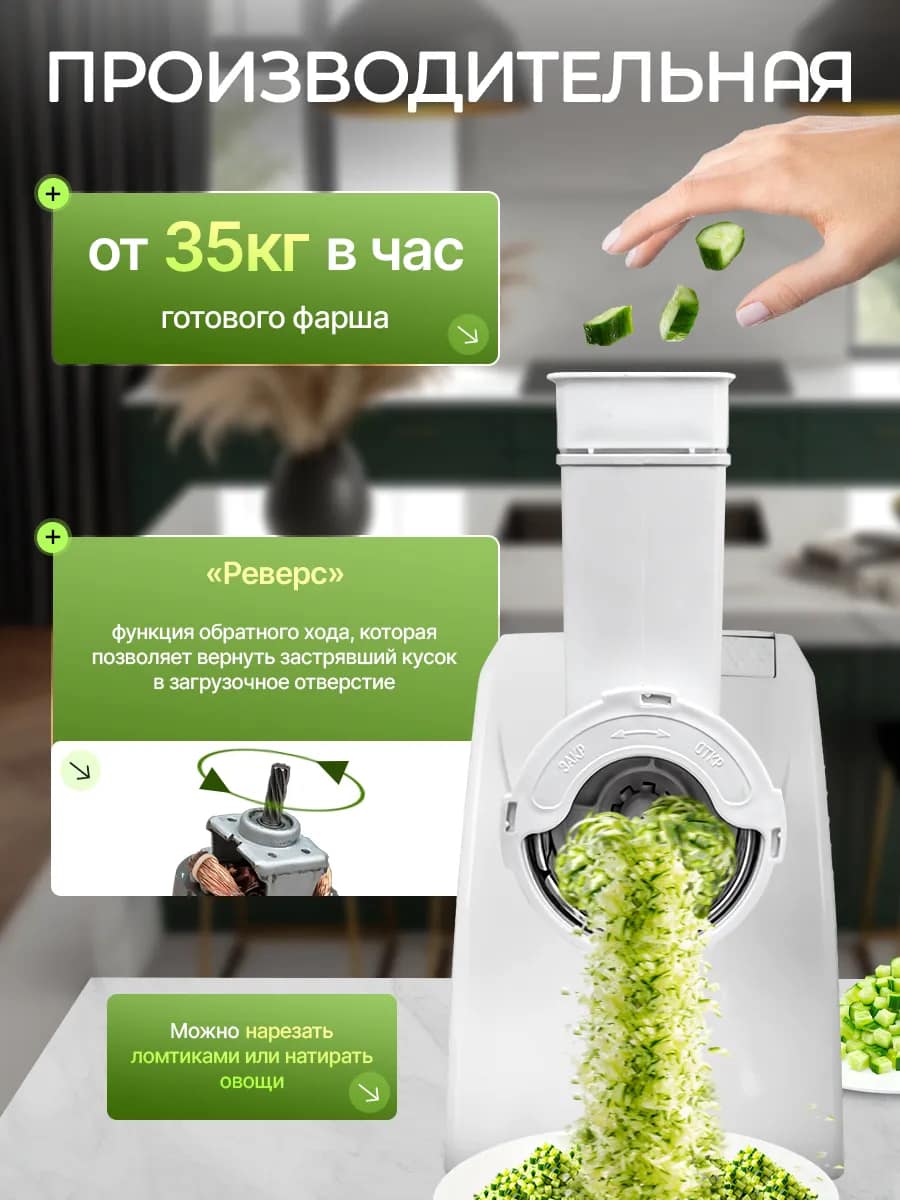 ПРОИЗВОДИТЕЛЬНАЯ
от 35кг в час
готового фарша
«Реверс»
функция обратного хода, которая
позволяет вернуть застрявший кусок
в загрузочное отверстие
ЗАКР ОТКР
Можно нарезать
ломтиками или натирать
овощи